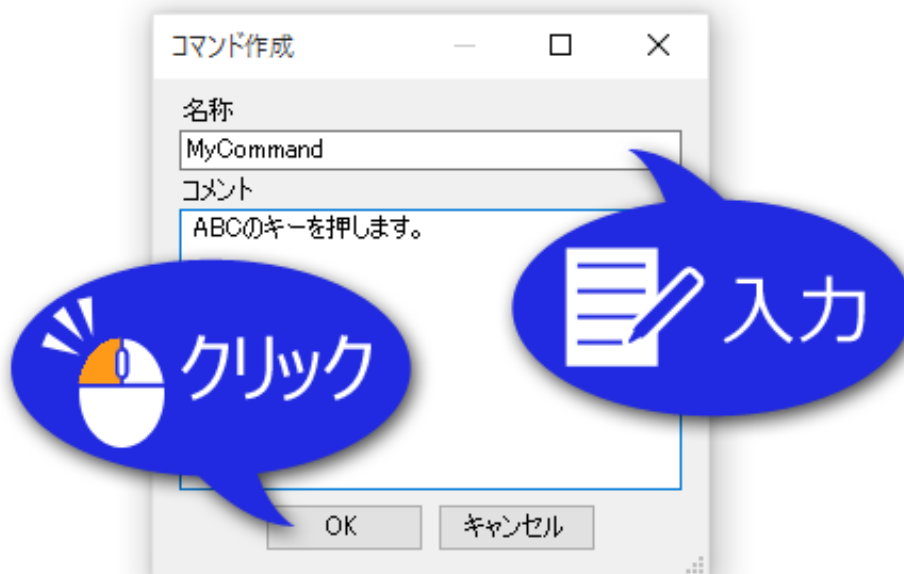 コマンド作成
名称
MyCommand
コメント
ABCのキーを押します。
入力
クリック
OK
キャンセル